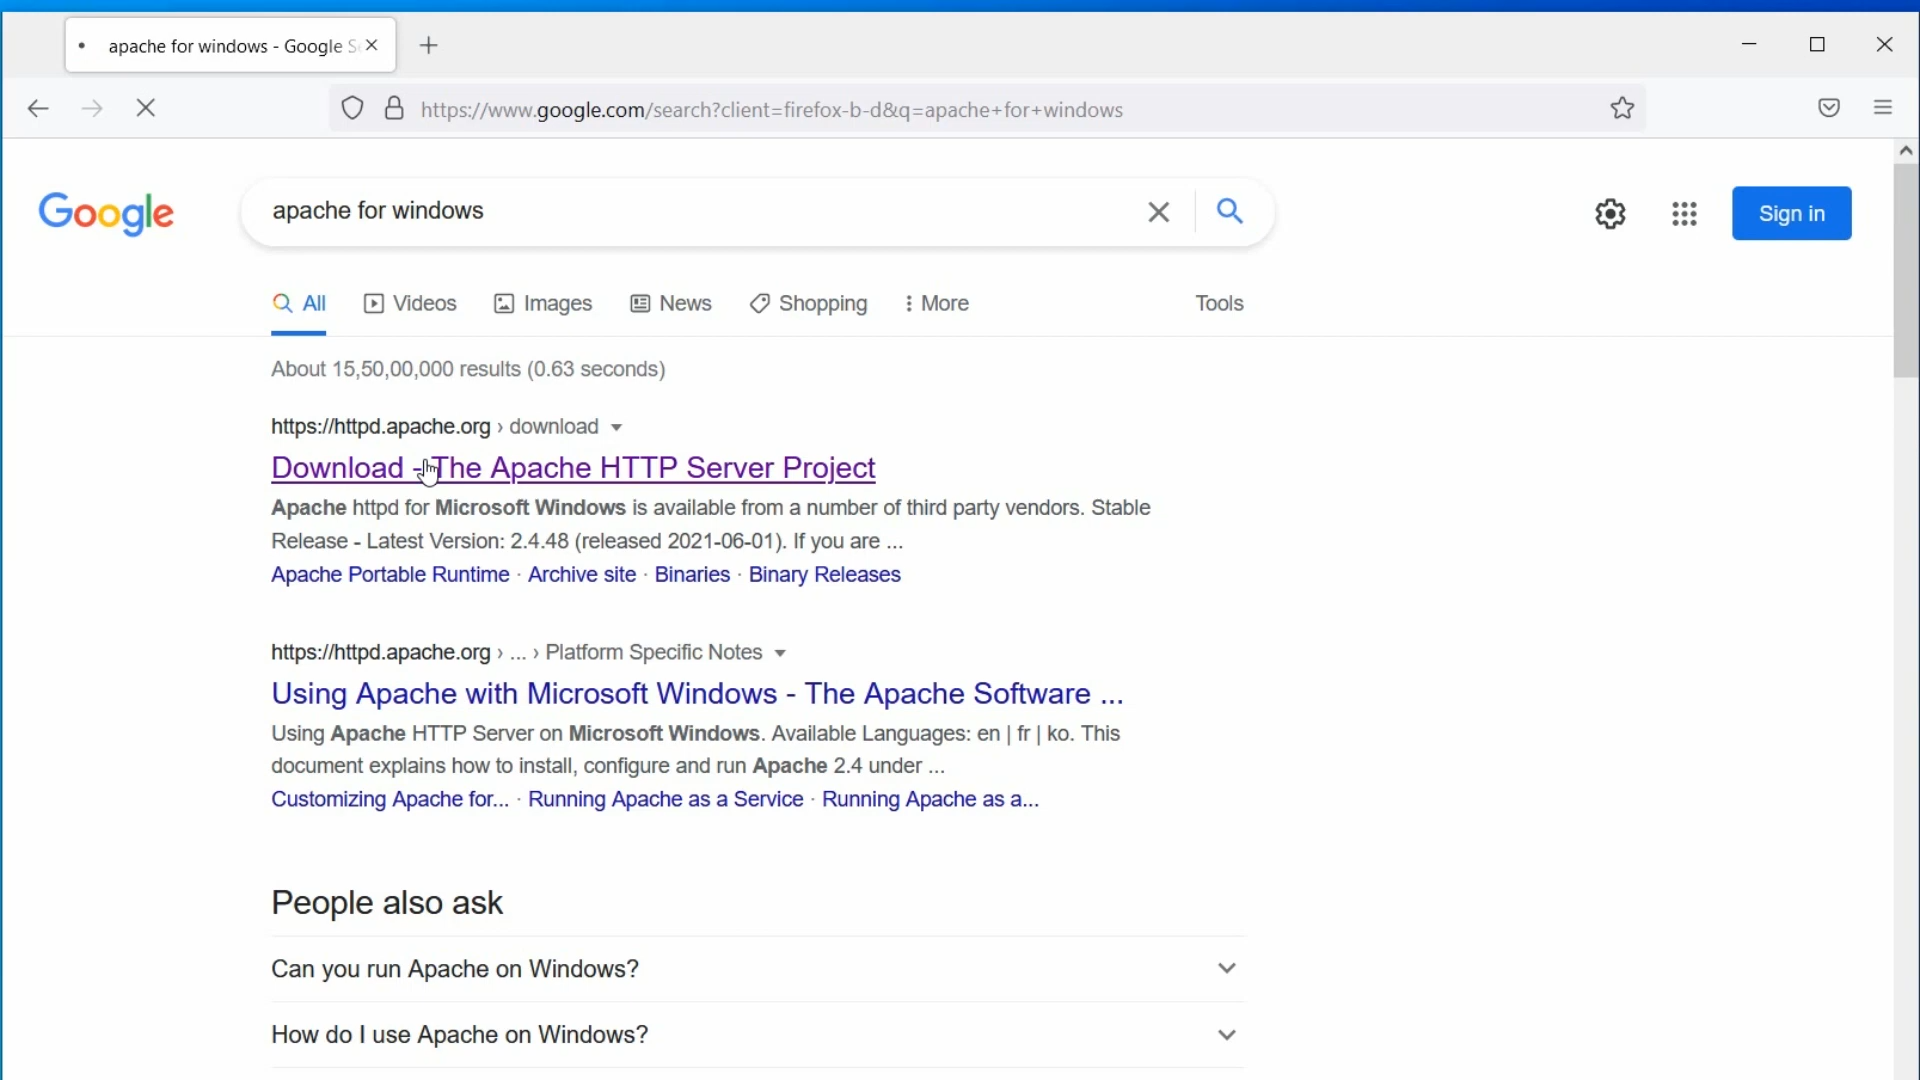 apache for windows - Google S
https://www.google.com/search?client=firefox-b-d&q=apache+for+windows
Google
apache for windows
Sign in
All
Videos
Images
News
Shopping
More
Tools
About 15,50,00,000 results (0.63 seconds)
https://httpd.apache.org › download
Download - The Apache HTTP Server Project
Apache httpd for Microsoft Windows is available from a number of third party vendors. Stable
Release - Latest Version: 2.4.48 (released 2021-06-01). If you are ...
Apache Portable Runtime · Archive site · Binaries · Binary Releases
https://httpd.apache.org › ... › Platform Specific Notes
Using Apache with Microsoft Windows - The Apache Software ...
Using Apache HTTP Server on Microsoft Windows. Available Languages: en | fr | ko. This
document explains how to install, configure and run Apache 2.4 under ...
Customizing Apache for... · Running Apache as a Service · Running Apache as a...
People also ask
Can you run Apache on Windows?
How do I use Apache on Windows?